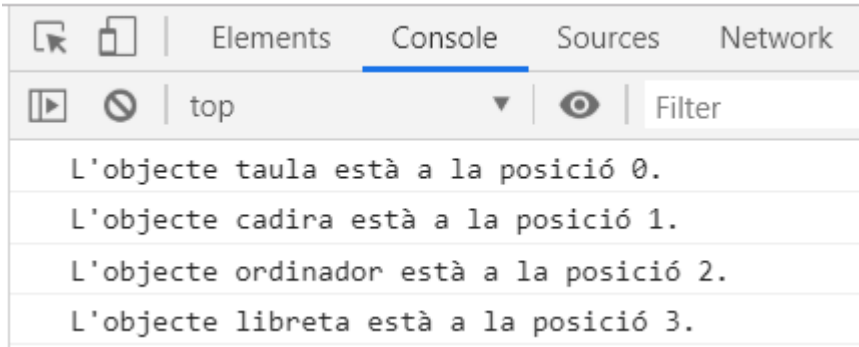 Elements Console Sources Network
top Filter
L'objecte taula està a la posició 0.
L'objecte cadira està a la posició 1.
L'objecte ordinador està a la posició 2.
L'objecte libreta està a la posició 3.